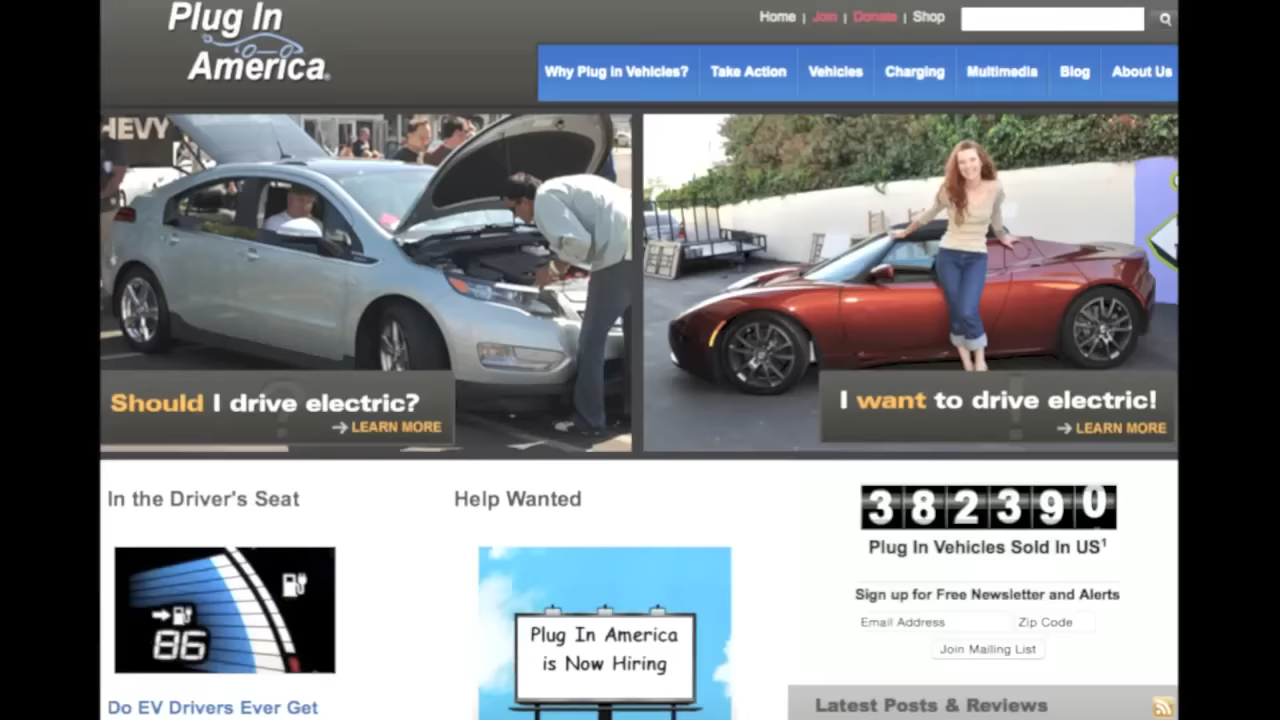 Plug In
America®
Home | Join | Donate | Shop
Why Plug In Vehicles?
Take Action
Vehicles
Charging
Multimedia
Blog
About Us
HEVY
Should I drive electric?
LEARN MORE
I want to drive electric!
LEARN MORE
In the Driver's Seat
Help Wanted
382390
Plug In Vehicles Sold In US1
Sign up for Free Newsletter and Alerts
Email Address
Zip Code
Join Mailing List
86
Plug In America
is Now Hiring
Do EV Drivers Ever Get
Latest Posts & Reviews